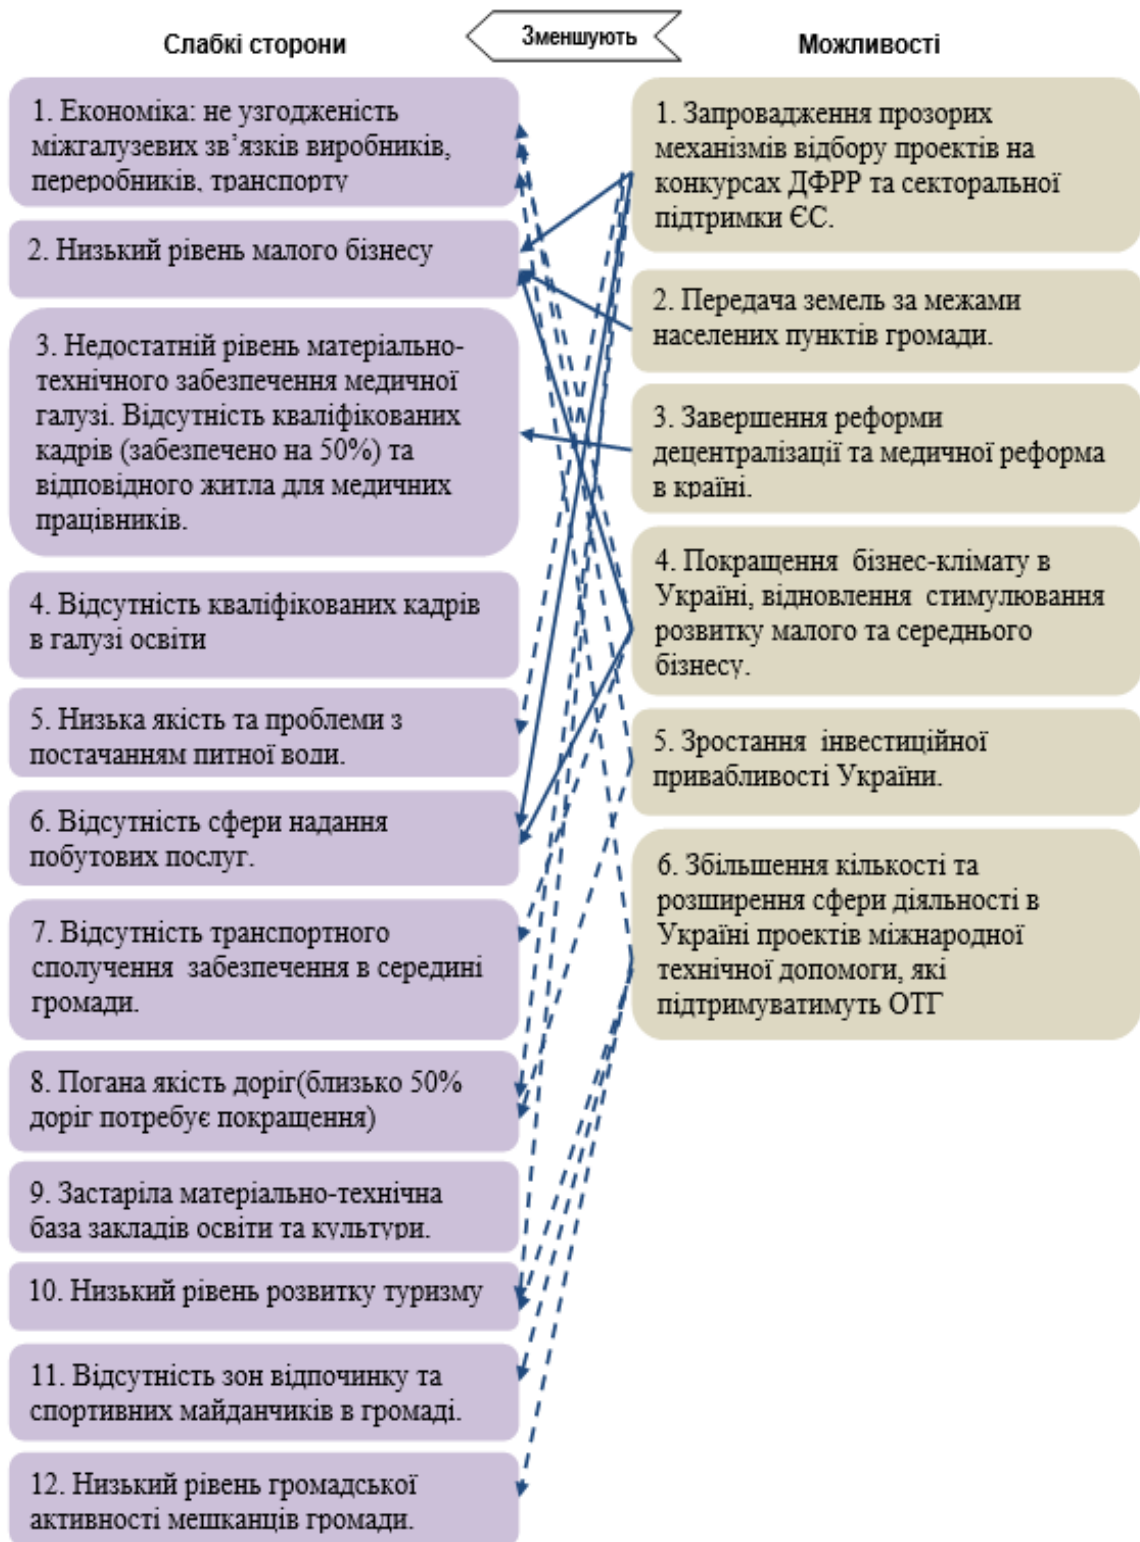 Слабкі сторони
Зменшують
Можливості
1. Економіка: не узгодженість
міжгалузевих зв’язків виробників,
переробників, транспорту
2. Низький рівень малого бізнесу
3. Недостатній рівень матеріально-
технічного забезпечення медичної
галузі. Відсутність кваліфікованих
кадрів (забезпечено на 50%) та
відповідного житла для медичних
працівників.
4. Відсутність кваліфікованих кадрів
в галузі освіти
5. Низька якість та проблеми з
постачанням питної води.
6. Відсутність сфери надання
побутових послуг.
7. Відсутність транспортного
сполучення забезпечення в середині
громади.
8. Погана якість доріг(близько 50%
доріг потребує покращення)
9. Застаріла матеріально-технічна
база закладів освіти та культури.
10. Низький рівень розвитку туризму
11. Відсутність зон відпочинку та
спортивних майданчиків в громаді.
12. Низький рівень громадської
активності мешканців громади.
1. Запровадження прозорих
механізмів відбору проектів на
конкурсах ДФРР та секторальної
підтримки ЄС.
2. Передача земель за межами
населених пунктів громади.
3. Завершення реформи
децентралізації та медичної реформа
в країні.
4. Покращення бізнес-клімату в
Україні, відновлення стимулювання
розвитку малого та середнього
бізнесу.
5. Зростання інвестиційної
привабливості України.
6. Збільшення кількості та
розширення сфери діяльності в
Україні проектів міжнародної
технічної допомоги, які
підтримуватимуть ОТГ